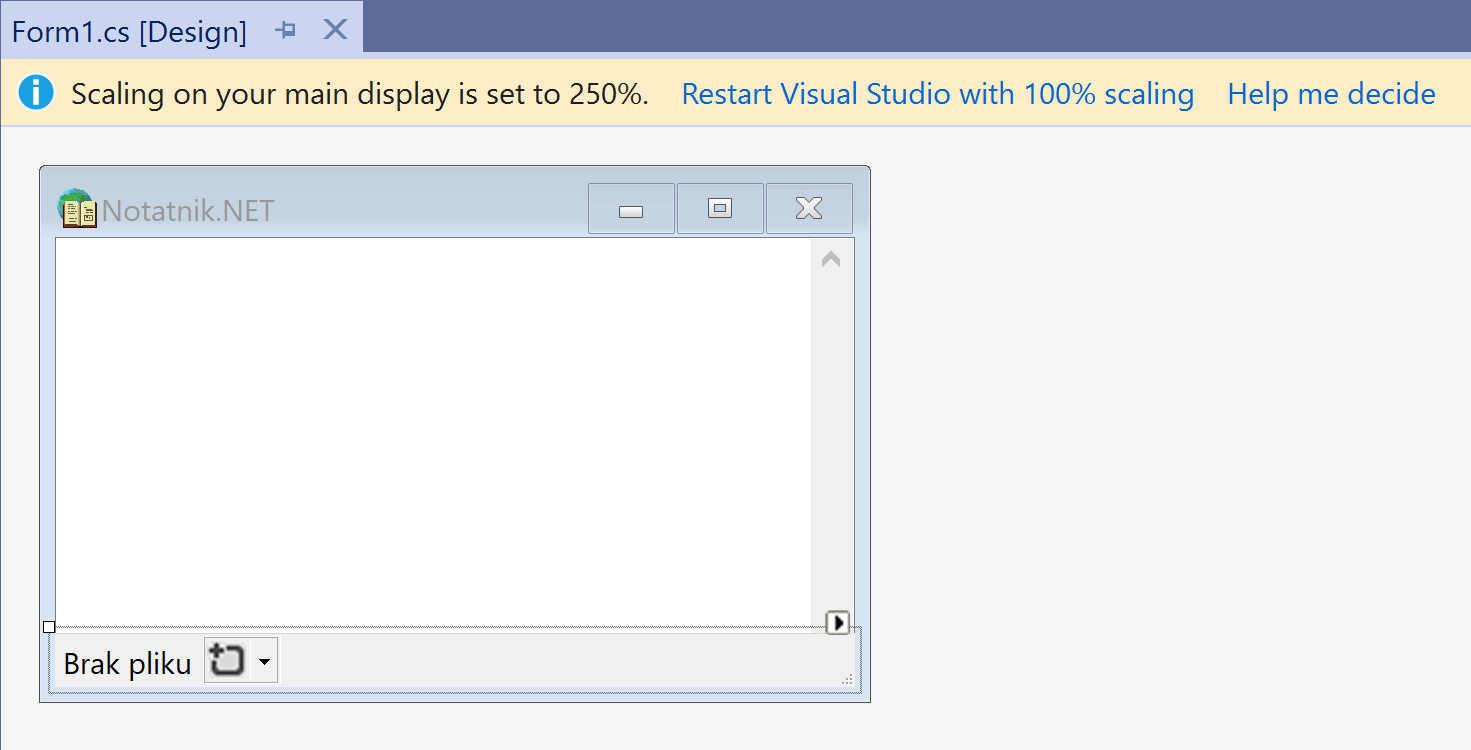 Form1.cs [Design]
Scaling on your main display is set to 250%. Restart Visual Studio with 100% scaling Help me decide
Notatnik.NET
Brak pliku